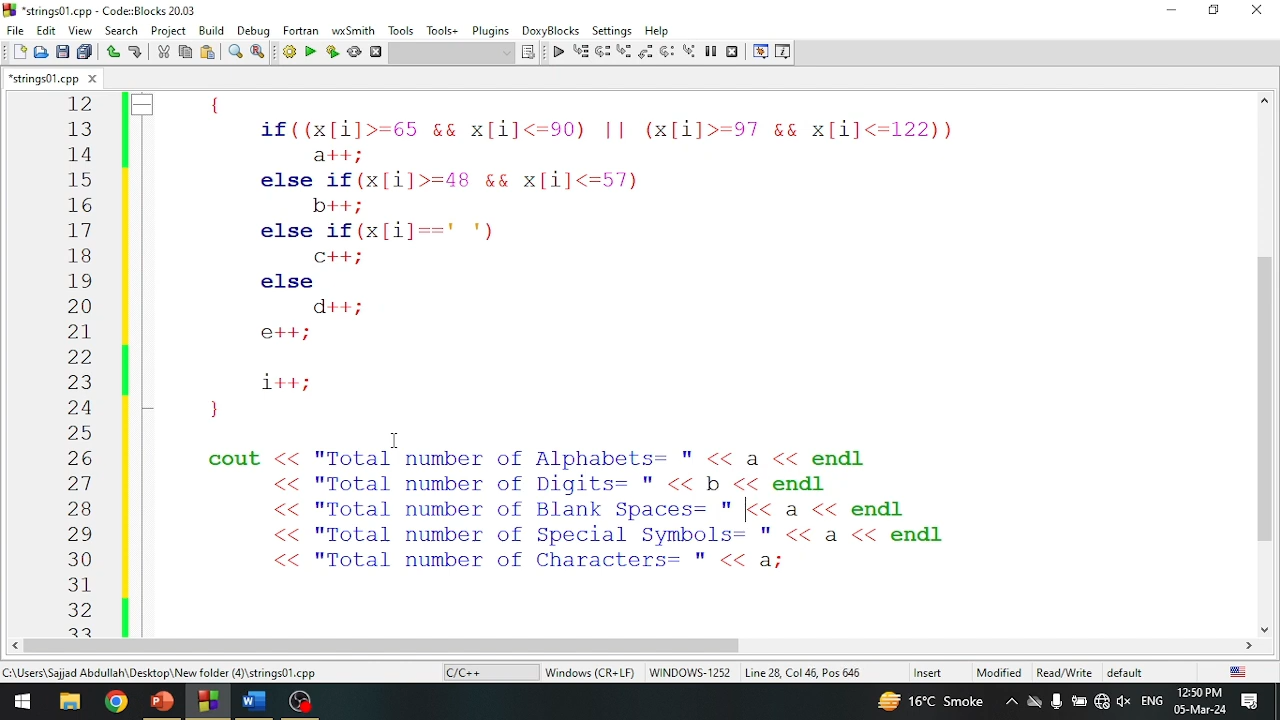 *strings01.cpp - Code::Blocks 20.03
File Edit View Search Project Build Debug Fortran wxSmith Tools Tools+ Plugins DoxyBlocks Settings Help
*strings01.cpp
12 {
13 if((x[i]>=65 && x[i]<=90) || (x[i]>=97 && x[i]<=122))
14 a++;
15 else if(x[i]>=48 && x[i]<=57)
16 b++;
17 else if(x[i]==' ')
18 c++;
19 else
20 d++;
21 e++;
22
23 i++;
24 }
25
26 cout << "Total number of Alphabets= " << a << endl
27 << "Total number of Digits= " << b << endl
28 << "Total number of Blank Spaces= " << a << endl
29 << "Total number of Special Symbols= " << a << endl
30 << "Total number of Characters= " << a;
31
32
33
C:\Users\Sajjad Abdullah\Desktop\New folder (4)\strings01.cpp C/C++ Windows (CR+LF) WINDOWS-1252 Line 28, Col 46, Pos 646 Insert Modified Read/Write default
16°C Smoke ENG 12:50 PM
05-Mar-24